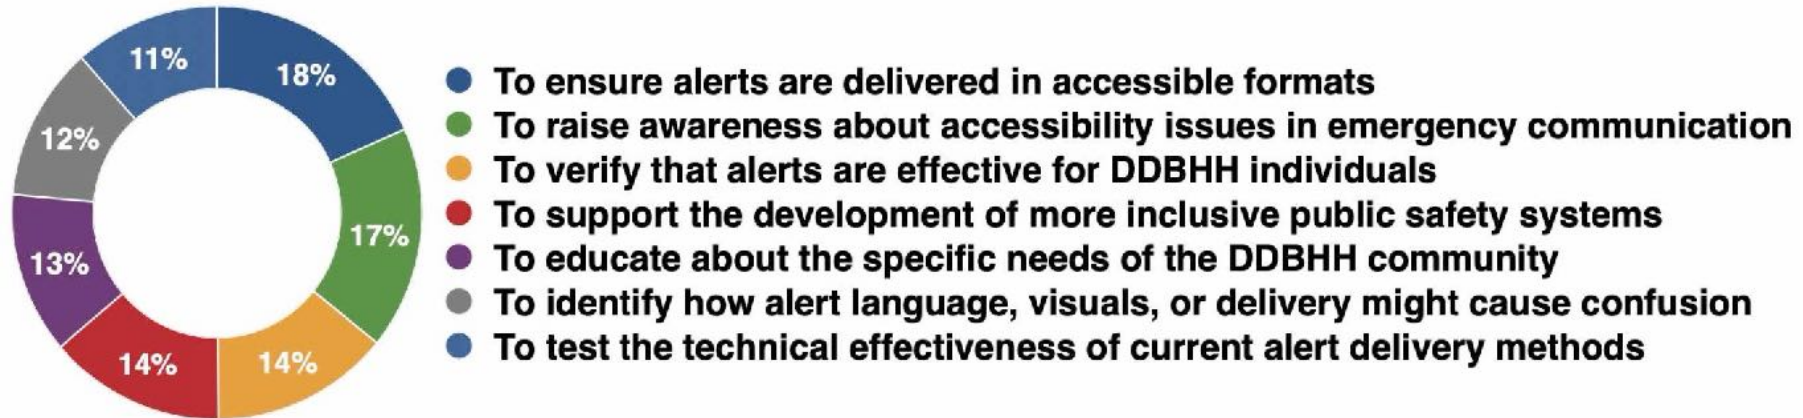 11%
18%
12%
17%
13%
14%
14%
To ensure alerts are delivered in accessible formats
To raise awareness about accessibility issues in emergency communication
To verify that alerts are effective for DDBHH individuals
To support the development of more inclusive public safety systems
To educate about the specific needs of the DDBHH community
To identify how alert language, visuals, or delivery might cause confusion
To test the technical effectiveness of current alert delivery methods